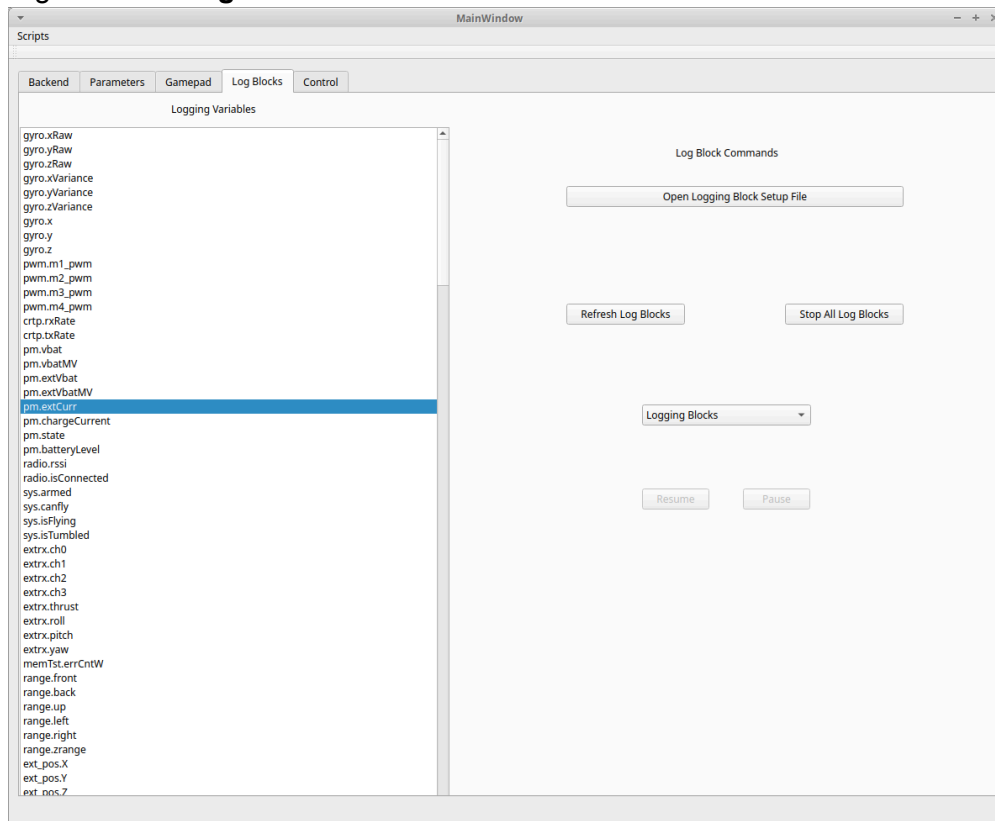 MainWindow
Scripts
Backend Parameters Gamepad Log Blocks Control
Logging Variables
gyro.xRaw
gyro.yRaw
gyro.zRaw
gyro.xVariance
gyro.yVariance
gyro.zVariance
gyro.x
gyro.y
gyro.z
pwm.m1_pwm
pwm.m2_pwm
pwm.m3_pwm
pwm.m4_pwm
crtp.rxRate
crtp.txRate
pm.vbat
pm.vbatMV
pm.extVbat
pm.extVbatMV
pm.extCurr
pm.chargeCurrent
pm.state
pm.batteryLevel
radio.rssi
radio.isConnected
sys.armed
sys.canfly
sys.isFlying
sys.isTumbled
extrx.ch0
extrx.ch1
extrx.ch2
extrx.ch3
extrx.thrust
extrx.roll
extrx.pitch
extrx.yaw
memTst.errCntW
range.front
range.back
range.up
range.left
range.right
range.zrange
ext_pos.X
ext_pos.Y
ext_pos.Z
Log Block Commands
Open Logging Block Setup File
Refresh Log Blocks Stop All Log Blocks
Logging Blocks
Resume Pause